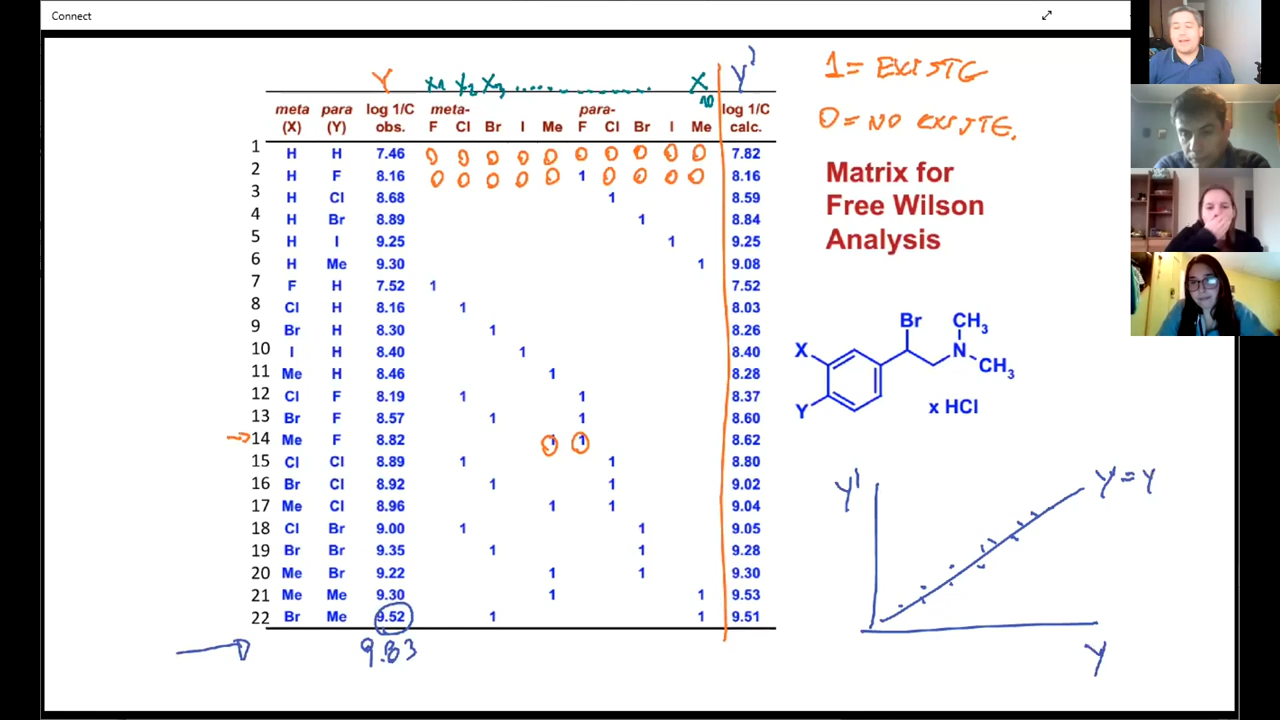 Connect
Y X1 X2 X3 ............ X10 Y'
meta para log 1/C meta- para- log 1/C
(X) (Y) obs. F Cl Br I Me F Cl Br I Me calc.
1 H H 7.46 0 0 0 0 0 0 0 0 0 0 7.82
2 H F 8.16 0 0 0 0 0 1 0 0 0 0 8.16
3 H Cl 8.68 1 8.59
4 H Br 8.89 1 8.84
5 H I 9.25 1 9.25
6 H Me 9.30 1 9.08
7 F H 7.52 1 7.52
8 Cl H 8.16 1 8.03
9 Br H 8.30 1 8.26
10 I H 8.40 1 8.40
11 Me H 8.46 1 8.28
12 Cl F 8.19 1 1 8.37
13 Br F 8.57 1 1 8.60
14 Me F 8.82 1 1 8.62
15 Cl Cl 8.89 1 1 8.80
16 Br Cl 8.92 1 1 9.02
17 Me Cl 8.96 1 1 9.04
18 Cl Br 9.00 1 1 9.05
19 Br Br 9.35 1 1 9.28
20 Me Br 9.22 1 1 9.30
21 Me Me 9.30 1 1 9.53
22 Br Me 9.52 1 1 9.51
9.83
1 = EXISTE
0 = NO EXISTE.
Matrix for
Free Wilson
Analysis
Br CH3
X N
CH3
Y x HCl
Y' Y' = Y
Y